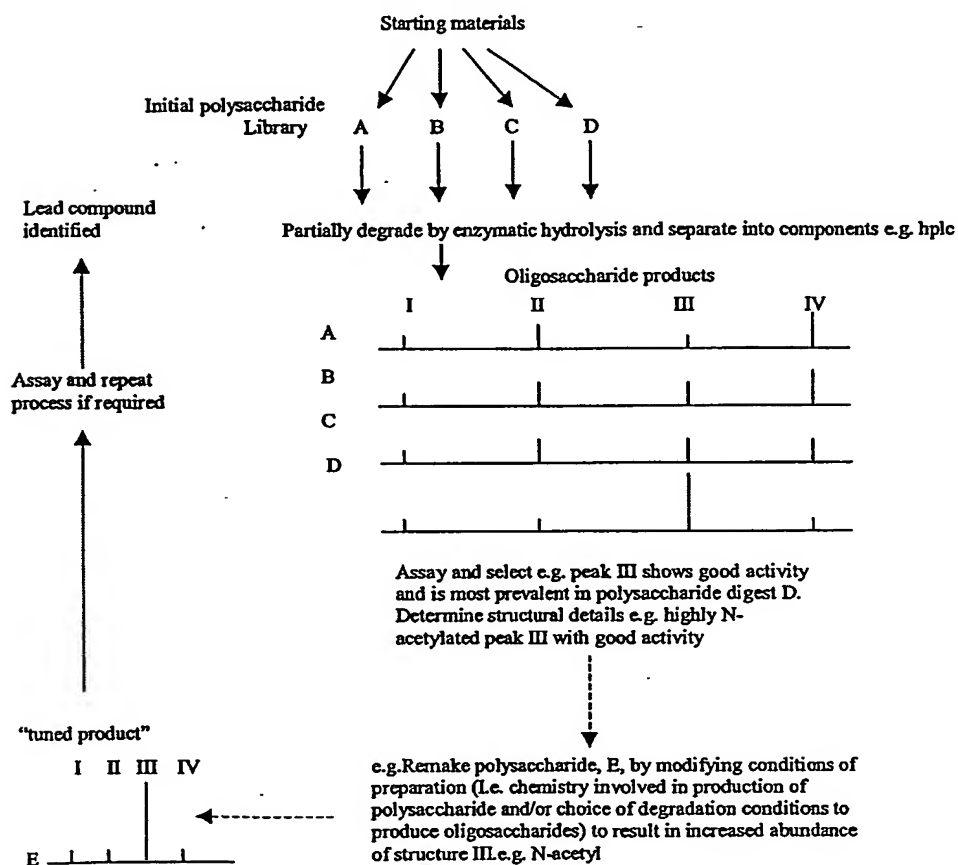 Starting materials
Initial polysaccharide
Library
A B C D
Lead compound
identified
Partially degrade by enzymatic hydrolysis and separate into components e.g. hplc
Oligosaccharide products
I II III IV
A
B
C
D
Assay and repeat
process if required
Assay and select e.g. peak III shows good activity
and is most prevalent in polysaccharide digest D.
Determine structural details e.g. highly N-
acetylated peak III with good activity
"tuned product"
I II III IV
E
e.g.Remake polysaccharide, E, by modifying conditions of
preparation (I.e. chemistry involved in production of
polysaccharide and/or choice of degradation conditions to
produce oligosaccharides) to result in increased abundance
of structure III.e.g. N-acetyl